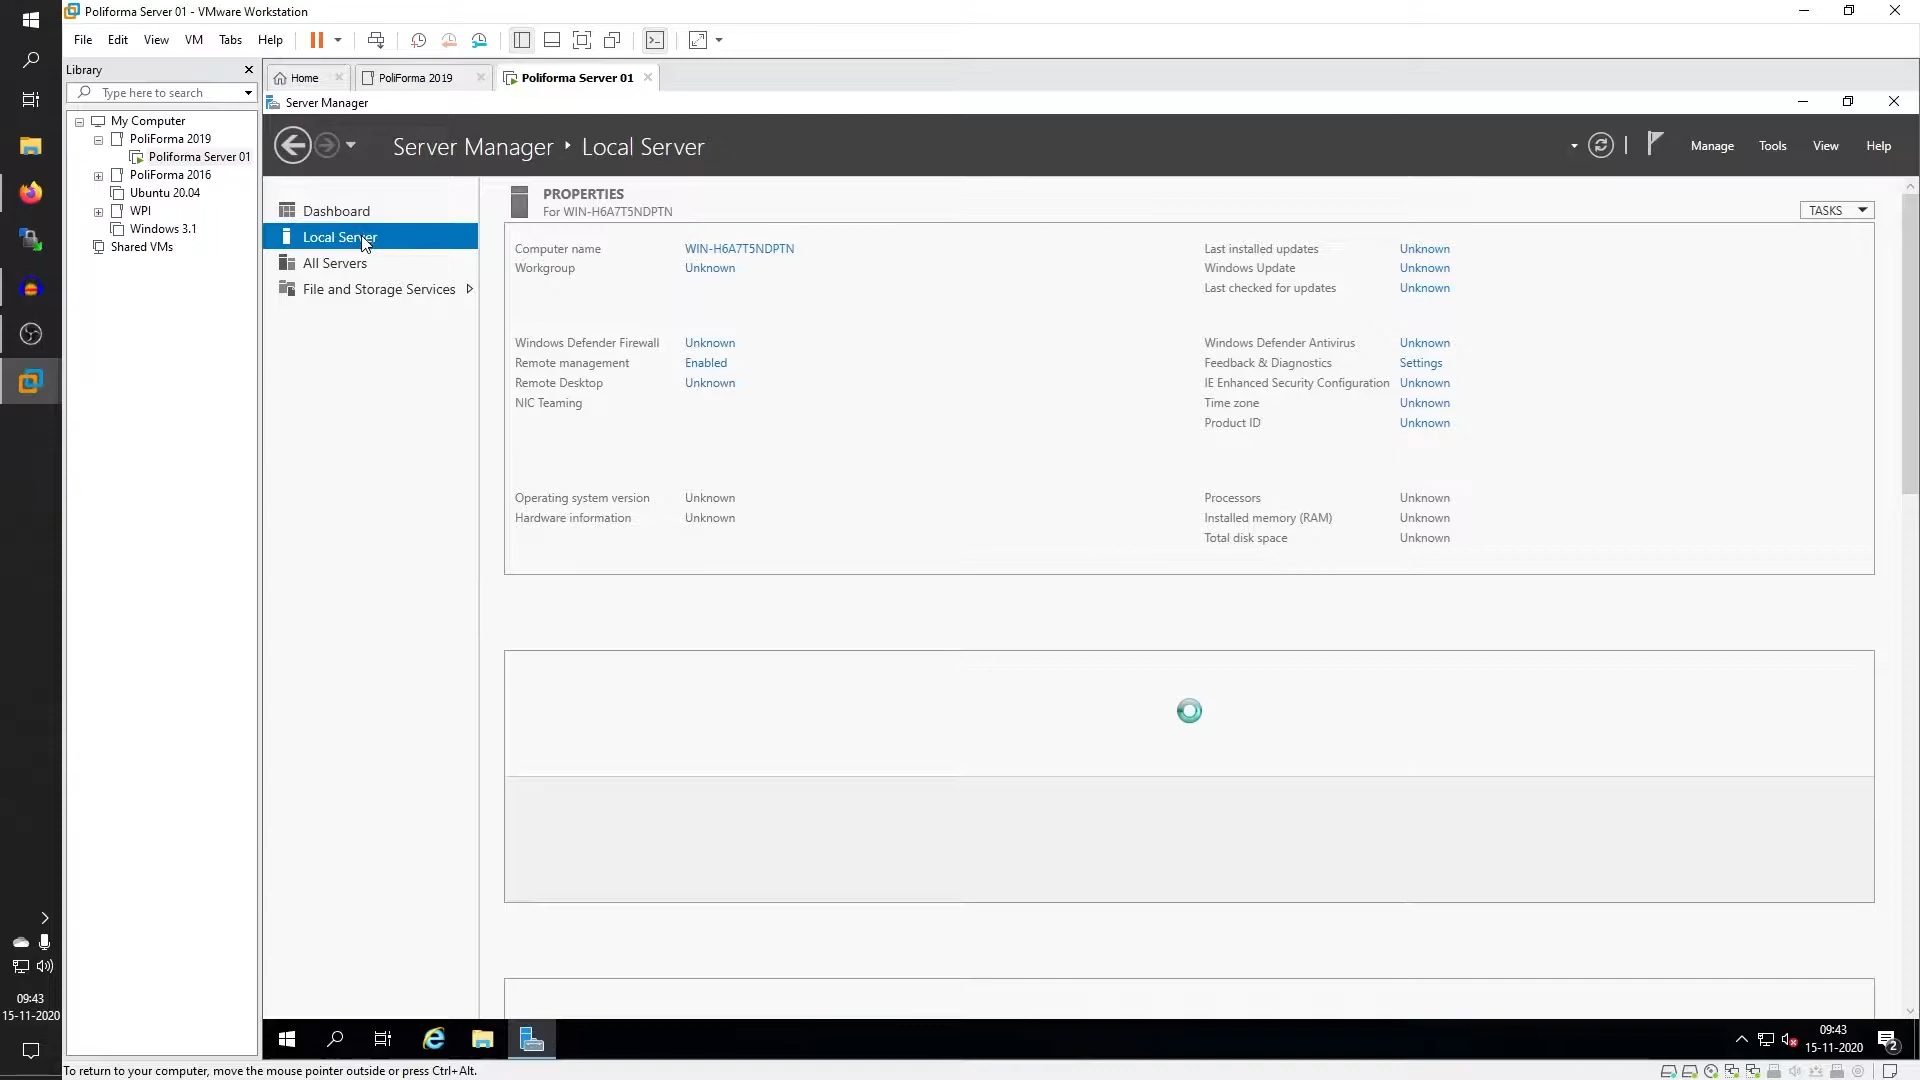 Poliforma Server 01 - VMware Workstation
File Edit View VM Tabs Help
Library
Type here to search
My Computer
PoliForma 2019
Poliforma Server 01
PoliForma 2016
Ubuntu 20.04
WPI
Windows 3.1
Shared VMs
Home PoliForma 2019 Poliforma Server 01
Server Manager
Server Manager Local Server
Manage Tools View Help
Dashboard
Local Server
All Servers
File and Storage Services
PROPERTIES
For WIN-H6A7T5NDPTN
TASKS
Computer name WIN-H6A7T5NDPTN
Workgroup Unknown
Last installed updates Unknown
Windows Update Unknown
Last checked for updates Unknown
Windows Defender Firewall Unknown
Remote management Enabled
Remote Desktop Unknown
NIC Teaming
Windows Defender Antivirus Unknown
Feedback & Diagnostics Settings
IE Enhanced Security Configuration Unknown
Time zone Unknown
Product ID Unknown
Operating system version Unknown
Hardware information Unknown
Processors Unknown
Installed memory (RAM) Unknown
Total disk space Unknown
09:43
15-11-2020
2
09:43
15-11-2020
To return to your computer, move the mouse pointer outside or press Ctrl+Alt.